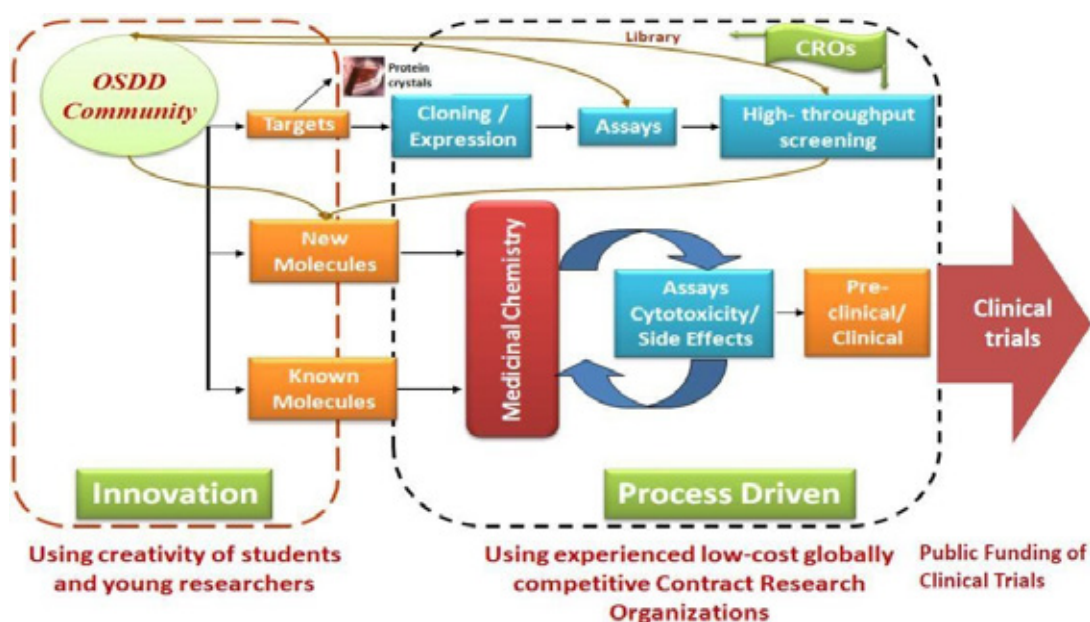 Library
CROs
OSDD
Community
Protein
crystals
Targets
Cloning /
Expression
Assays
High- throughput
screening
New
Molecules
Medicinal Chemistry
Assays
Cytotoxicity/
Side Effects
Pre-
clinical/
Clinical
Clinical
trials
Known
Molecules
Innovation
Process Driven
Using creativity of students
and young researchers
Using experienced low-cost globally
competitive Contract Research
Organizations
Public Funding of
Clinical Trials